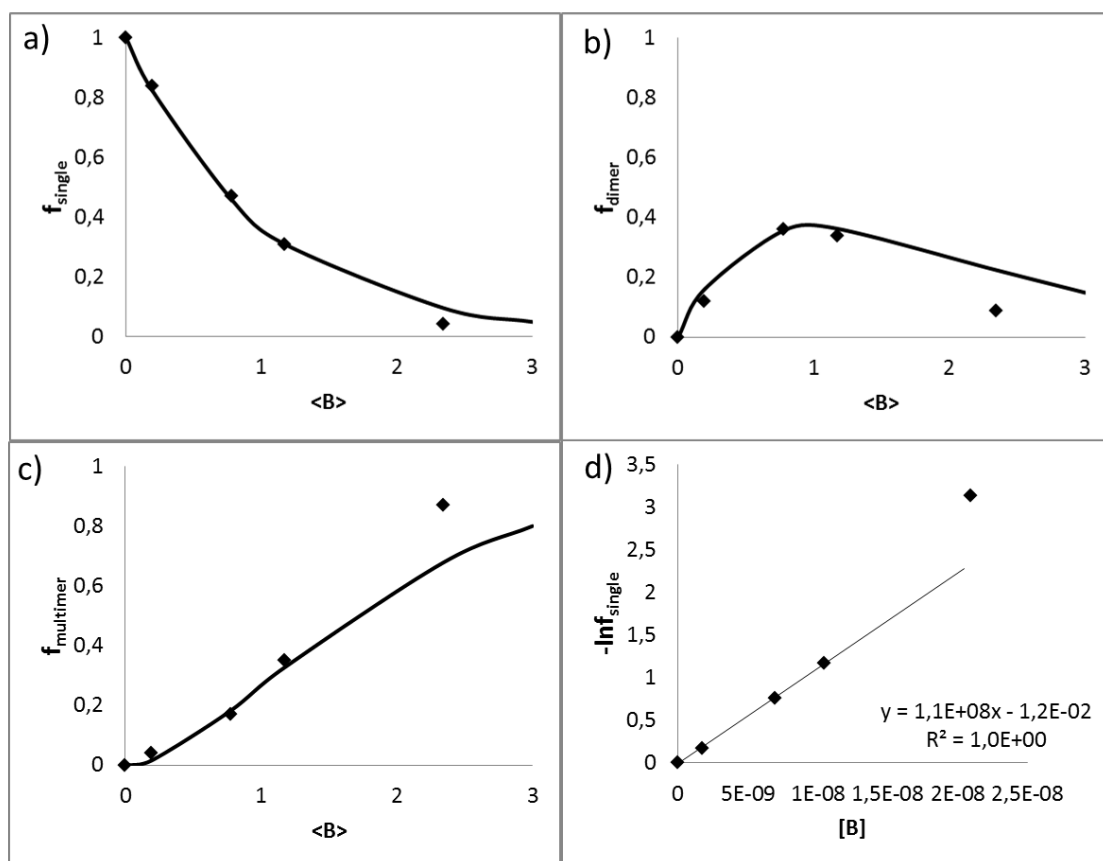 a)
1
0,8
0,6
0,4
0,2
0
f_single
0 1 2 3
<B>
b)
1
0,8
0,6
0,4
0,2
0
f_dimer
0 1 2 3
<B>
c)
1
0,8
0,6
0,4
0,2
0
f_multimer
0 1 2 3
<B>
d)
3,5
3
2,5
2
1,5
1
0,5
0
-lnf_single
y = 1,1E+08x - 1,2E-02
R² = 1,0E+00
0 5E-09 1E-08 1,5E-08 2E-08 2,5E-08
[B]